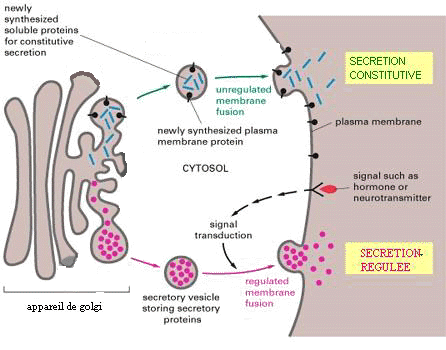 newly
synthesized
soluble proteins
for constitutive
secretion
unregulated
membrane
fusion
SECRETION
CONSTITUTIVE
newly synthesized plasma
membrane protein
plasma membrane
CYTOSOL
signal such as
hormone or
neurotransmitter
signal
transduction
SECRETION-
REGULEE
regulated
membrane
fusion
secretory vesicle
storing secretory
proteins
appareil de golgi